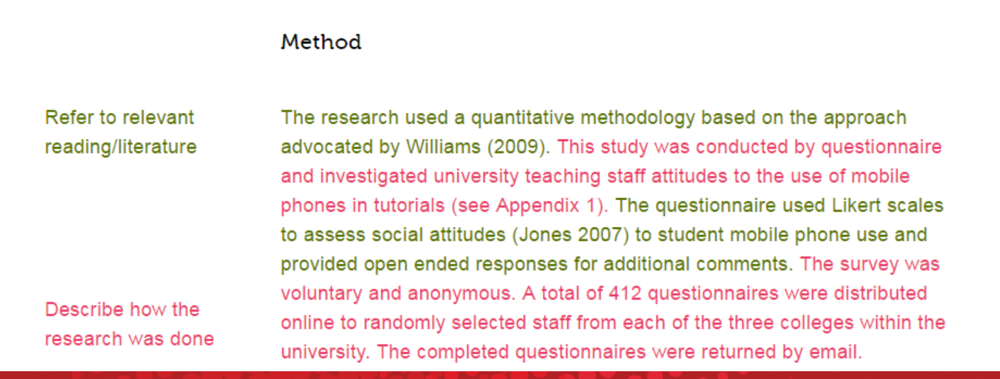 Method
Refer to relevant
reading/literature
The research used a quantitative methodology based on the approach
advocated by Williams (2009). This study was conducted by questionnaire
and investigated university teaching staff attitudes to the use of mobile
phones in tutorials (see Appendix 1). The questionnaire used Likert scales
to assess social attitudes (Jones 2007) to student mobile phone use and
provided open ended responses for additional comments. The survey was
voluntary and anonymous. A total of 412 questionnaires were distributed
online to randomly selected staff from each of the three colleges within the
university. The completed questionnaires were returned by email.
Describe how the
research was done